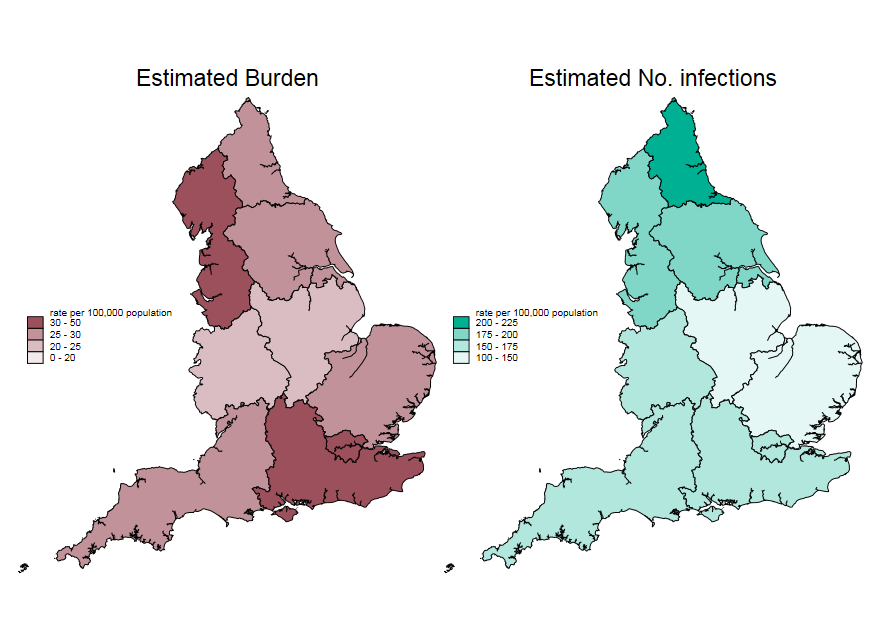 Estimated Burden
rate per 100,000 population
30 - 50
25 - 30
20 - 25
0 - 20
Estimated No. infections
rate per 100,000 population
200 - 225
175 - 200
150 - 175
100 - 150